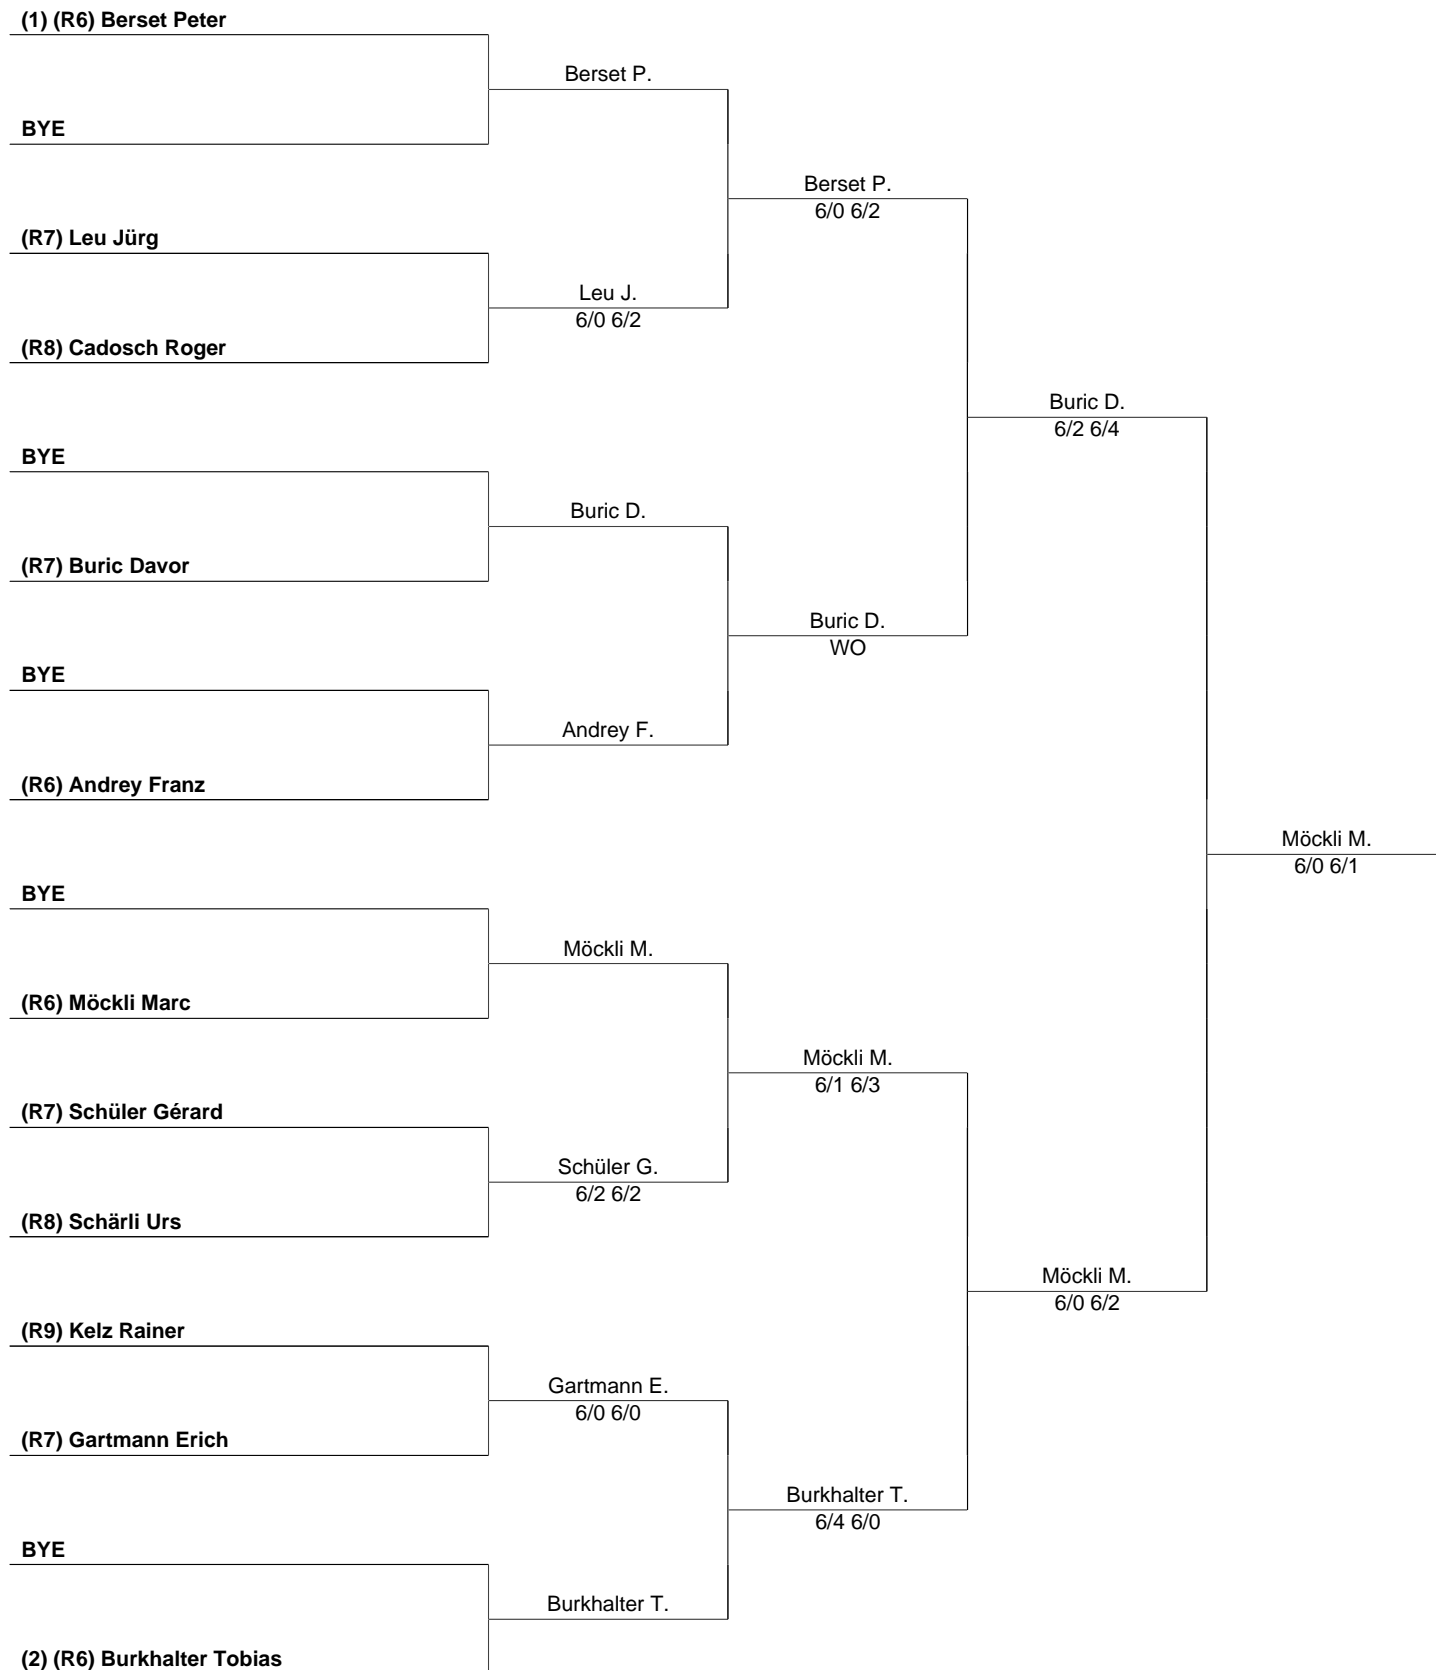 (1) (R6) Berset Peter
Berset P.
BYE
Berset P.
6/0 6/2
(R7) Leu Jürg
Leu J.
6/0 6/2
(R8) Cadosch Roger
Buric D.
6/2 6/4
BYE
Buric D.
(R7) Buric Davor
Buric D.
WO
BYE
Andrey F.
(R6) Andrey Franz
Möckli M.
6/0 6/1
BYE
Möckli M.
(R6) Möckli Marc
Möckli M.
6/1 6/3
(R7) Schüler Gérard
Schüler G.
6/2 6/2
(R8) Schärli Urs
Möckli M.
6/0 6/2
(R9) Kelz Rainer
Gartmann E.
6/0 6/0
(R7) Gartmann Erich
Burkhalter T.
6/4 6/0
BYE
Burkhalter T.
(2) (R6) Burkhalter Tobias